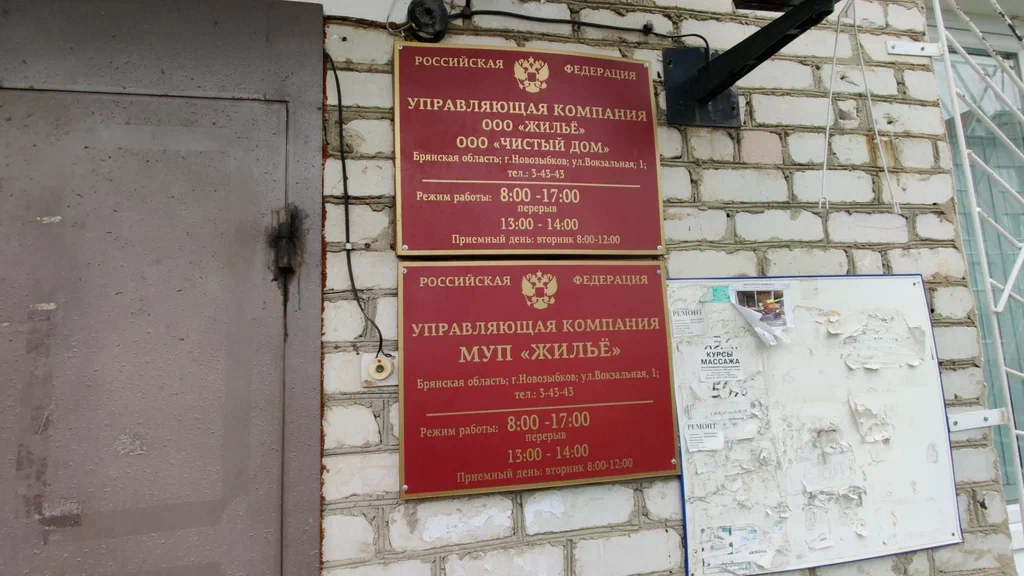 РОССИЙСКАЯ ФЕДЕРАЦИЯ
УПРАВЛЯЮЩАЯ КОМПАНИЯ
ООО «ЖИЛЬЁ»
ООО «ЧИСТЫЙ ДОМ»
Брянская область; г.Новозыбков; ул.Вокзальная, 1;
тел.: 3-43-43
Режим работы: 8:00 -17:00
перерыв
13:00 - 14:00
Приемный день: вторник 8:00-12:00
РОССИЙСКАЯ ФЕДЕРАЦИЯ
УПРАВЛЯЮЩАЯ КОМПАНИЯ
МУП «ЖИЛЬЁ»
Брянская область; г.Новозыбков; ул.Вокзальная, 1;
тел.: 3-43-43
Режим работы: 8:00 -17:00
перерыв
13:00 - 14:00
Приемный день: вторник 8:00-12:00
РЕМОНТ
КУРСЫ
МАССАЖА
РЕМОНТ